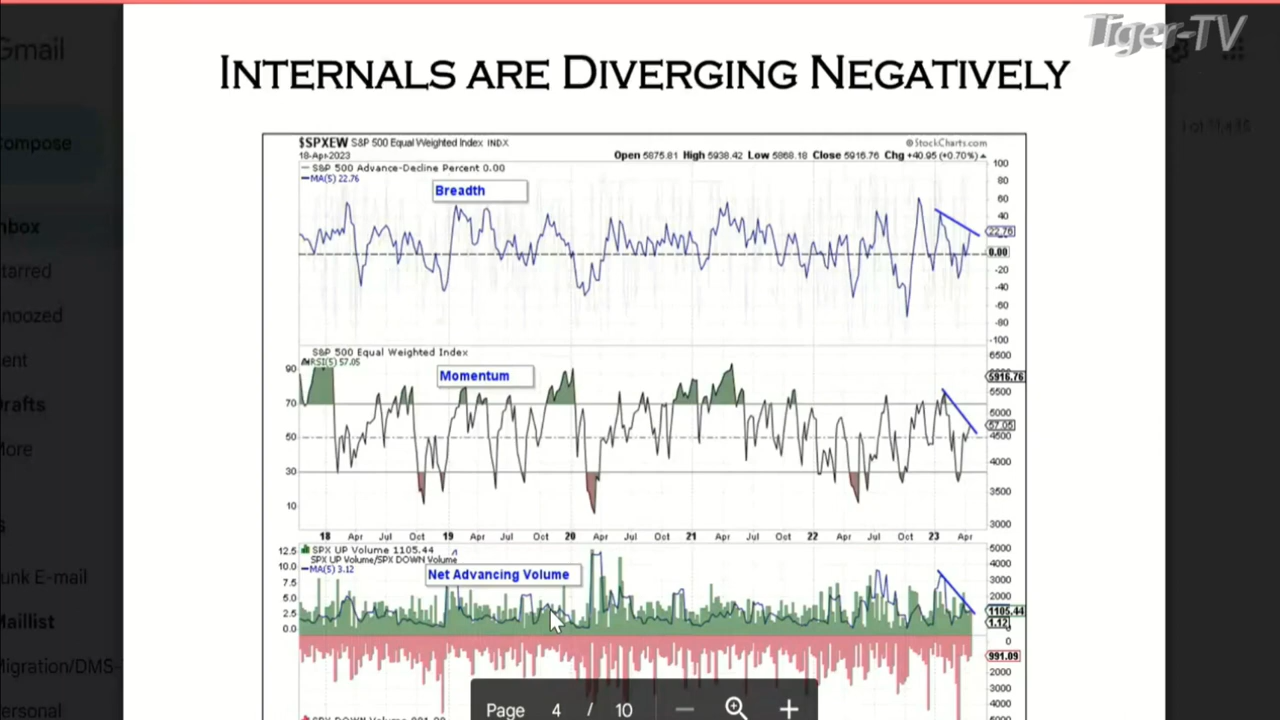 Tiger-TV
Gmail
Compose
Inbox
Starred
Snoozed
Sent
Drafts
More
Junk E-mail
Maillist
Migration/DMS-
Personal
INTERNALS ARE DIVERGING NEGATIVELY
$SPXEW S&P 500 Equal Weighted Index INDX
@StockCharts.com
18-Apr-2023
Open 5875.81 High 5938.42 Low 5868.18 Close 5916.76 Chg +40.95 (+0.70%)
S&P 500 Advance-Decline Percent 0.00
MA(5) 22.76
Breadth
100
80
60
40
22.76
0.00
-20
-40
-60
-80
-100
S&P 500 Equal Weighted Index
RSI(5) 57.05
Momentum
90
70
50
30
10
6500
5916.76
5500
5000
57.05
4500
4000
3500
3000
18 Apr Jul Oct 19 Apr Jul Oct 20 Apr Jul Oct 21 Apr Jul Oct 22 Apr Jul Oct 23 Apr
SPX UP Volume 1105.44
SPX UP Volume/SPX DOWN Volume
MA(5) 3.12
Net Advancing Volume
12.5
10.0
7.5
5.0
2.5
0.0
5000
4000
3000
2000
1105.44
1.12
0
991.09
2000
3000
4000
Page 4 / 10